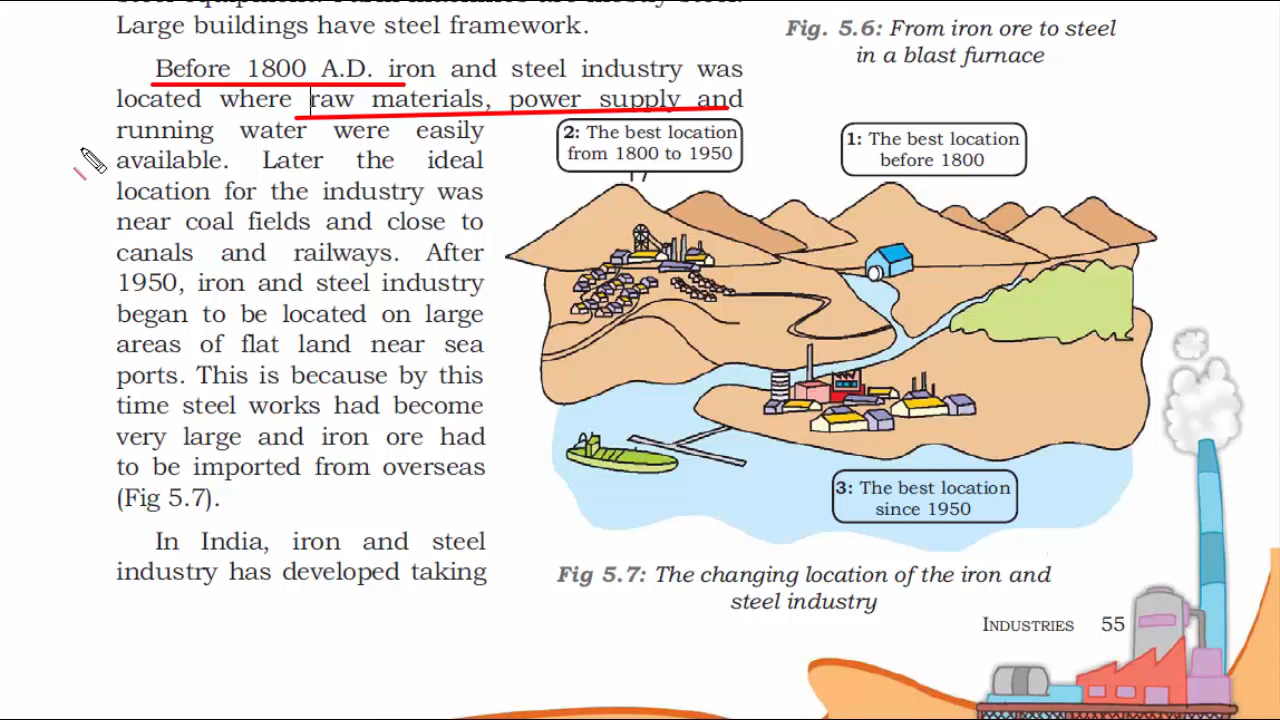 Large buildings have steel framework.
Before 1800 A.D. iron and steel industry was
located where raw materials, power supply and
running water were easily
available. Later the ideal
location for the industry was
near coal fields and close to
canals and railways. After
1950, iron and steel industry
began to be located on large
areas of flat land near sea
ports. This is because by this
time steel works had become
very large and iron ore had
to be imported from overseas
(Fig 5.7).
In India, iron and steel
industry has developed taking
Fig. 5.6: From iron ore to steel
in a blast furnace
2: The best location
from 1800 to 1950
1: The best location
before 1800
3: The best location
since 1950
Fig 5.7: The changing location of the iron and
steel industry
INDUSTRIES 55